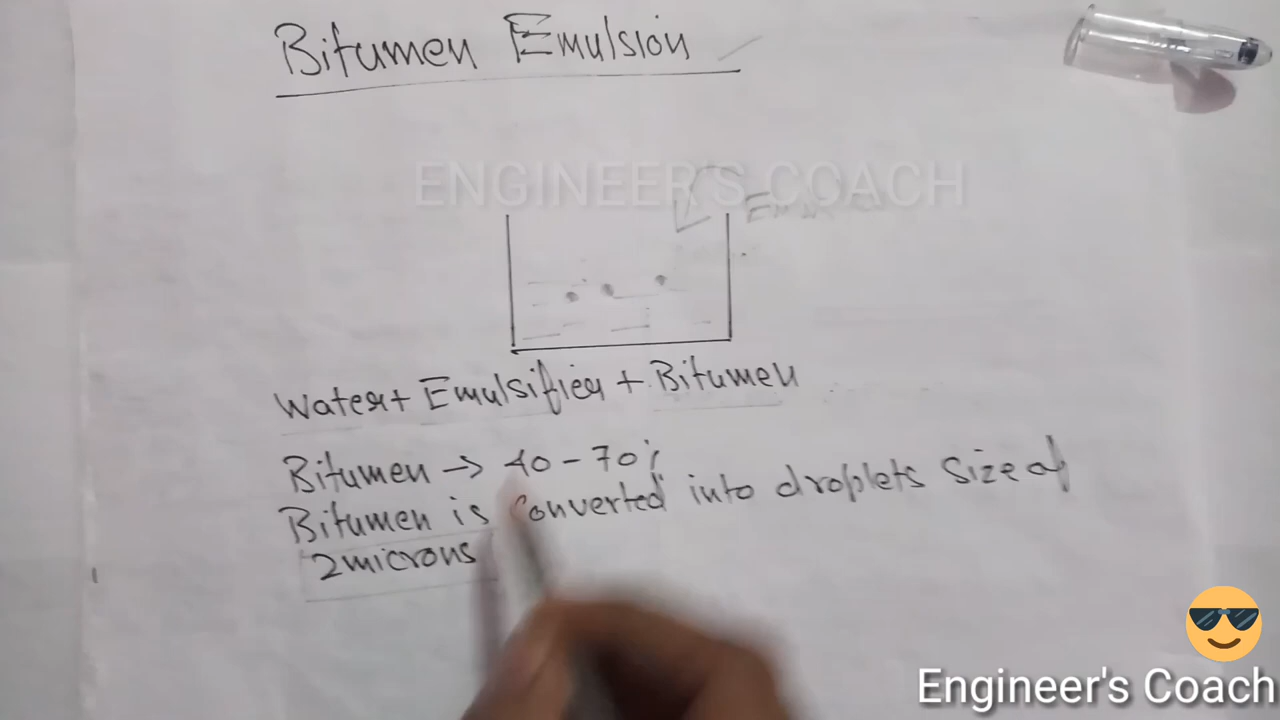 Bitumen Emulsion
ENGINEER'S COACH
Water + Emulsifier + Bitumen
Bitumen → 40 - 70%
Bitumen is converted into droplets size of
2microns
Engineer's Coach